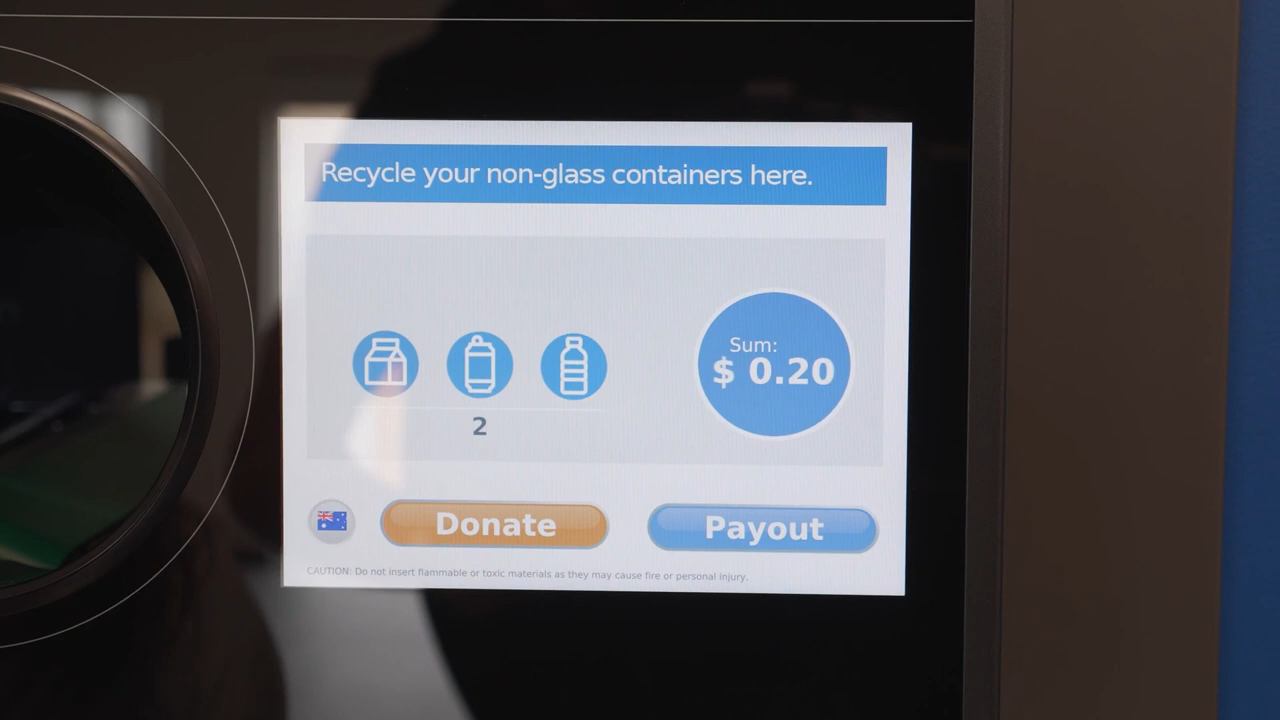 Recycle your non-glass containers here.
Sum:
$ 0.20
2
Donate
Payout
CAUTION: Do not insert flammable or toxic materials as they may cause fire or personal injury.